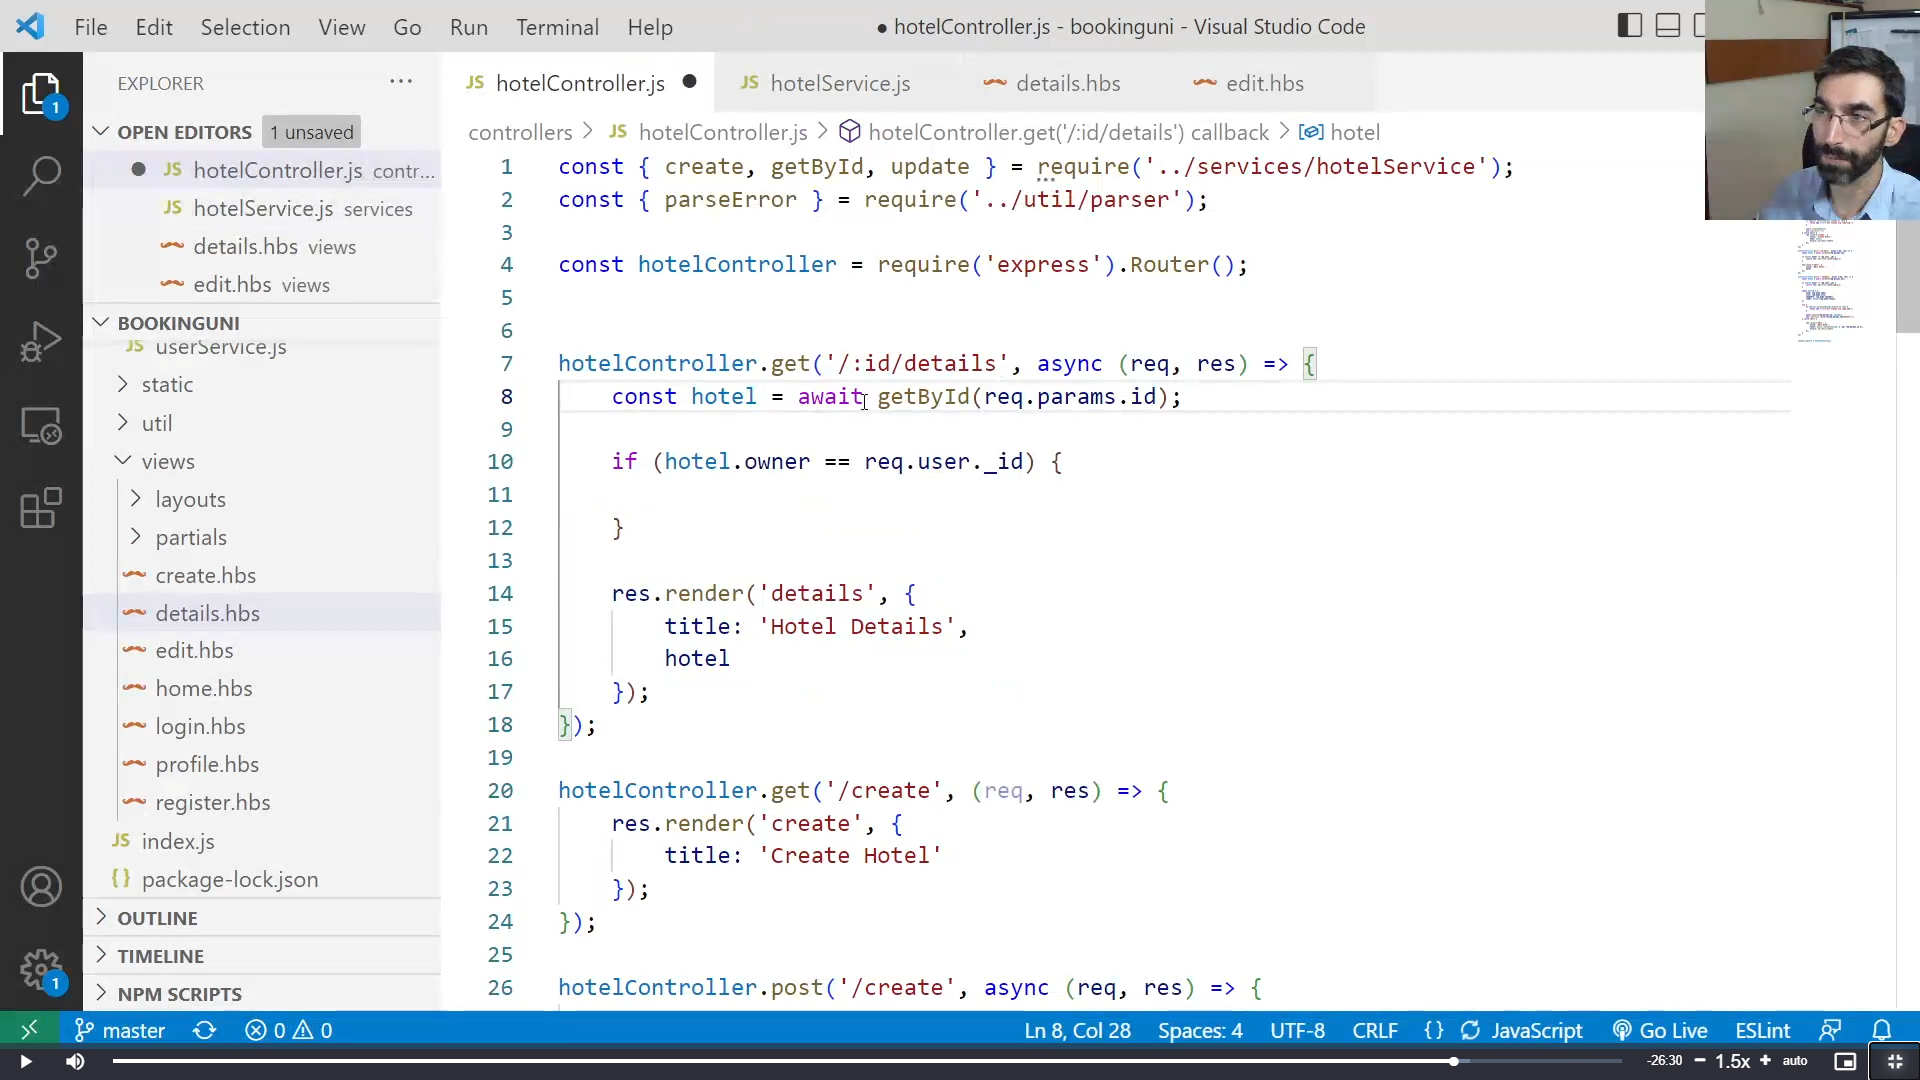 File Edit Selection View Go Run Terminal Help
● hotelController.js - bookinguni - Visual Studio Code
EXPLORER ...
OPEN EDITORS 1 unsaved
● JS hotelController.js contr...
JS hotelService.js services
details.hbs views
edit.hbs views
BOOKINGUNI
JS userService.js
static
util
views
layouts
partials
create.hbs
details.hbs
edit.hbs
home.hbs
login.hbs
profile.hbs
register.hbs
JS index.js
{} package-lock.json
OUTLINE
TIMELINE
NPM SCRIPTS
1
1
JS hotelController.js ● JS hotelService.js details.hbs edit.hbs
controllers > JS hotelController.js > hotelController.get('/:id/details') callback > hotel
1 const { create, getById, update } = require('../services/hotelService');
2 const { parseError } = require('../util/parser');
3
4 const hotelController = require('express').Router();
5
6
7 hotelController.get('/:id/details', async (req, res) => {
8 const hotel = await getById(req.params.id);
9
10 if (hotel.owner == req.user._id) {
11
12 }
13
14 res.render('details', {
15 title: 'Hotel Details',
16 hotel
17 });
18 });
19
20 hotelController.get('/create', (req, res) => {
21 res.render('create', {
22 title: 'Create Hotel'
23 });
24 });
25
26 hotelController.post('/create', async (req, res) => {
master 0 0 Ln 8, Col 28 Spaces: 4 UTF-8 CRLF {} JavaScript Go Live ESLint
-26:30 − 1.5x + auto